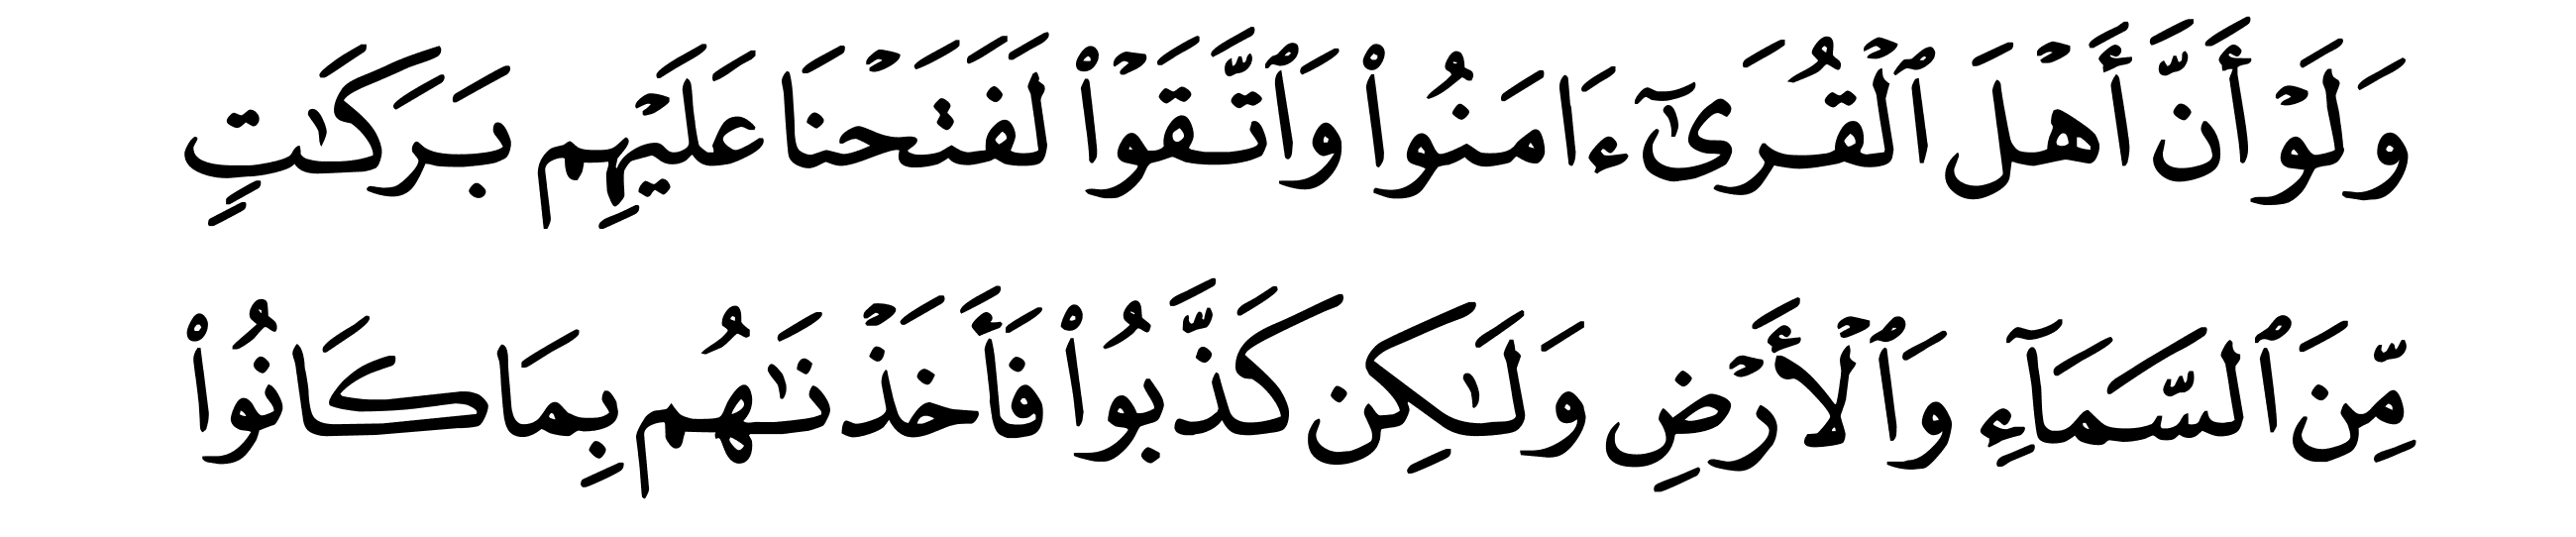 وَلَوۡ أَنَّ أَهۡلَ ٱلۡقُرَىٰٓ ءَامَنُواْ وَٱتَّقَوۡاْ لَفَتَحۡنَا عَلَيۡهِم بَرَكَٰتٖ
مِّنَ ٱلسَّمَآءِ وَٱلۡأَرۡضِ وَلَٰكِن كَذَّبُواْ فَأَخَذۡنَٰهُم بِمَا كَانُواْ